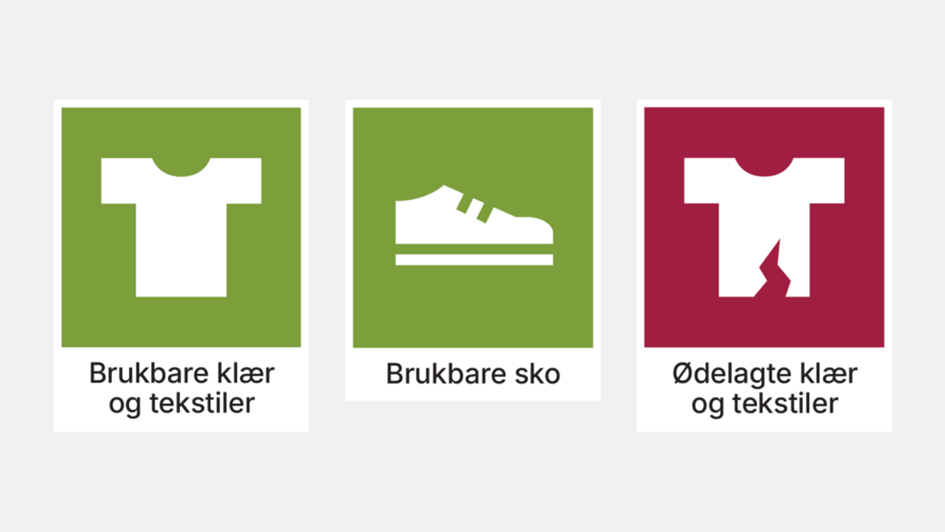 Brukbare klær
og tekstiler
Brukbare sko
Ødelagte klær
og tekstiler